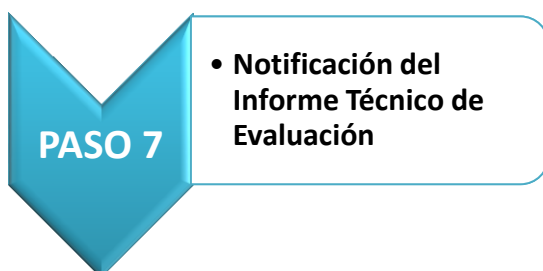 PASO 7
• Notificación del
Informe Técnico de
Evaluación